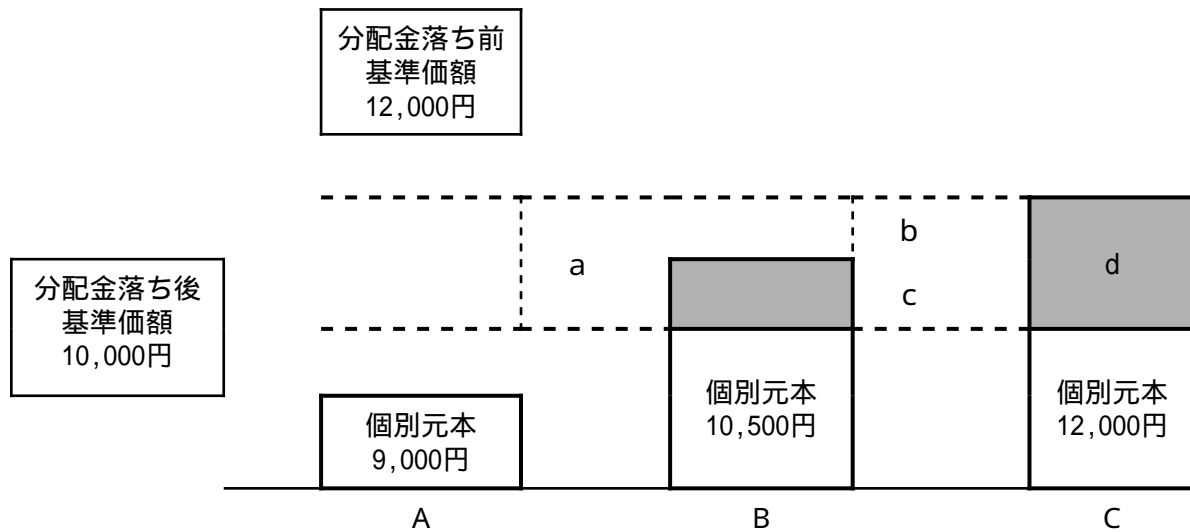 分配金落ち前
基準価額
12,000円
b
a
d
c
分配金落ち後
基準価額
10,000円
個別元本
9,000円
個別元本
10,500円
個別元本
12,000円
A
B
C